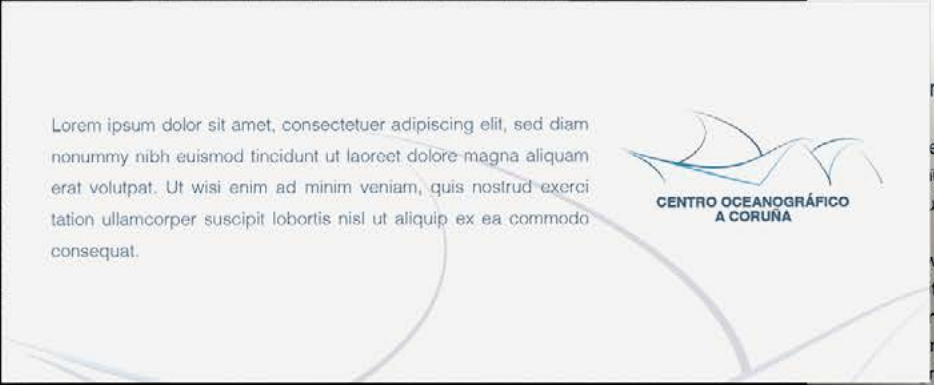 Lorem ipsum dolor sit amet, consectetuer adipiscing elit, sed diam
nonummy nibh euismod tincidunt ut laoreet dolore magna aliquam
erat volutpat. Ut wisi enim ad minim veniam, quis nostrud exerci
tation ullamcorper suscipit lobortis nisl ut aliquip ex ea commodo
consequat.
CENTRO OCEANOGRÁFICO
A CORUÑA